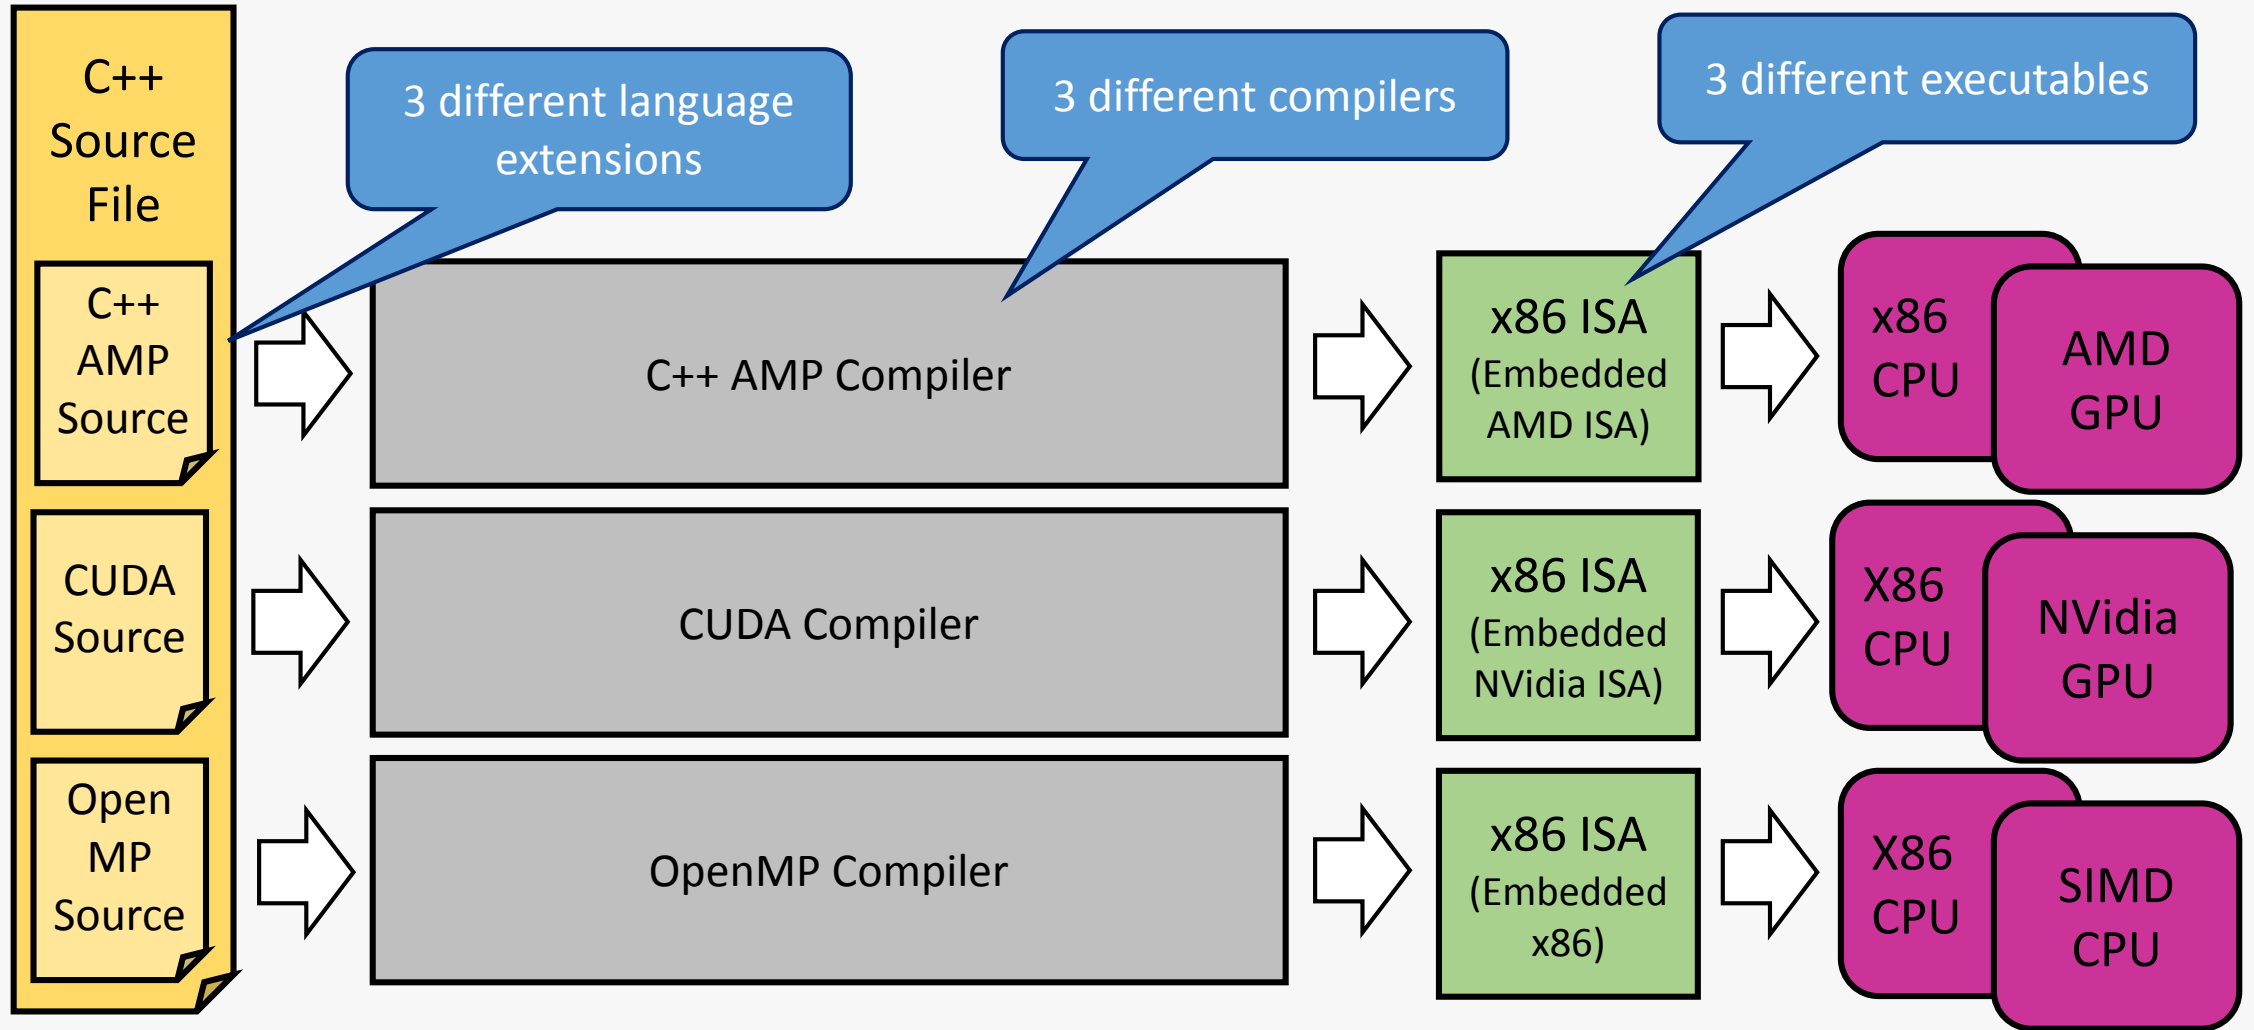 C++
Source
File
3 different language
extensions
3 different compilers
3 different executables
C++
AMP
Source
C++ AMP Compiler
x86 ISA
(Embedded
AMD ISA)
x86
CPU
AMD
GPU
CUDA
Source
CUDA Compiler
x86 ISA
(Embedded
NVidia ISA)
X86
CPU
NVidia
GPU
Open
MP
Source
OpenMP Compiler
x86 ISA
(Embedded
x86)
X86
CPU
SIMD
CPU